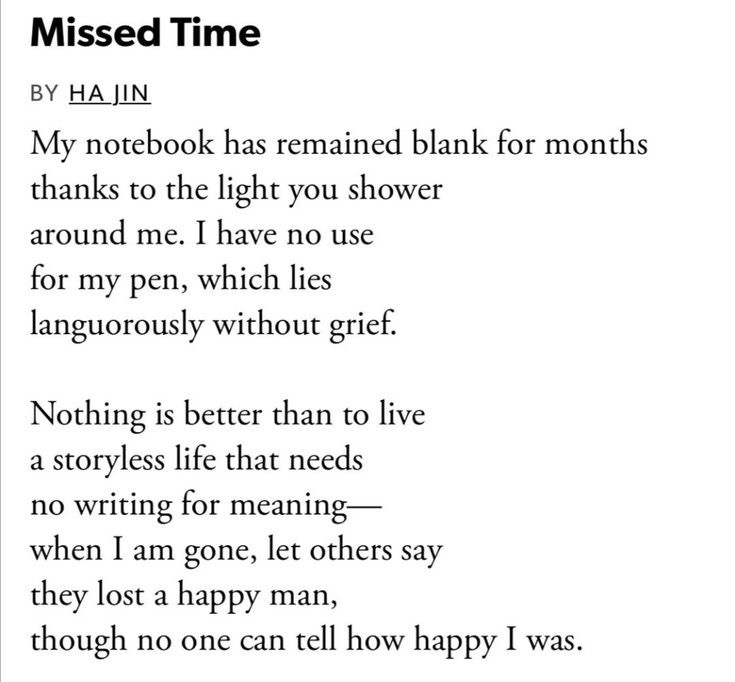 Missed Time
BY HA JIN
My notebook has remained blank for months
thanks to the light you shower
around me. I have no use
for my pen, which lies
languorously without grief.
Nothing is better than to live
a storyless life that needs
no writing for meaning—
when I am gone, let others say
they lost a happy man,
though no one can tell how happy I was.